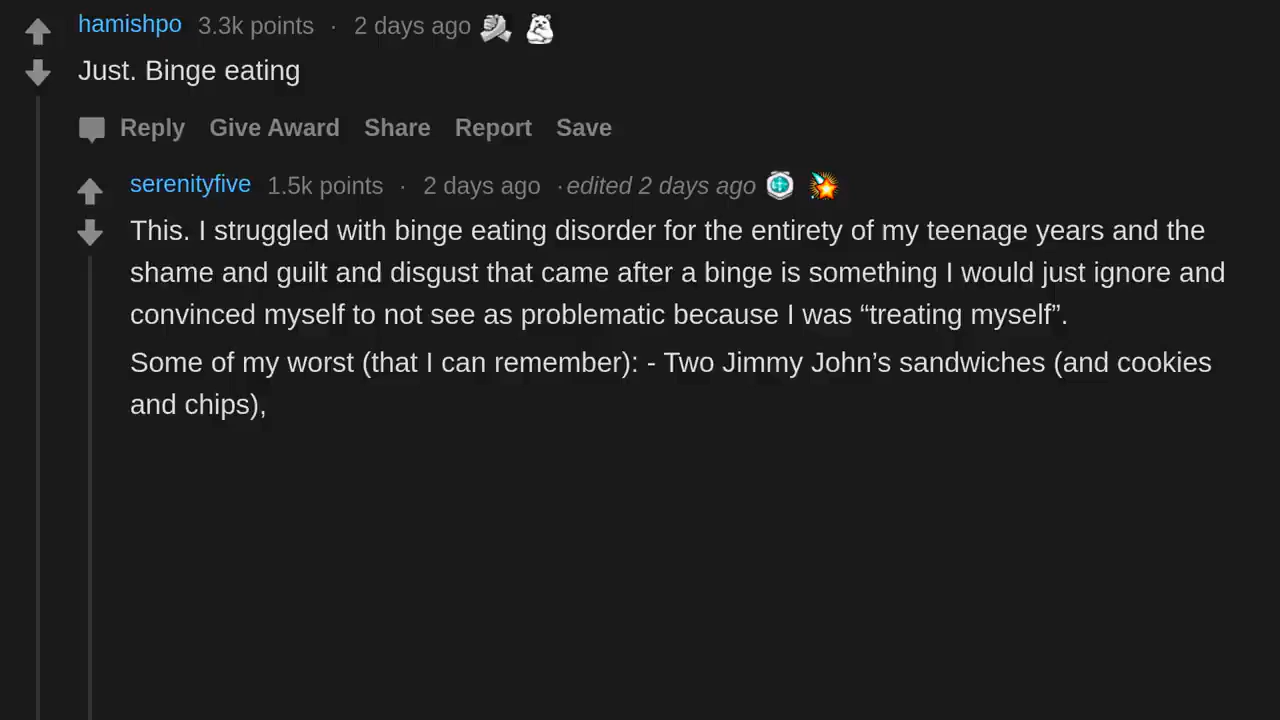 hamishpo 3.3k points · 2 days ago
Just. Binge eating
Reply Give Award Share Report Save
serenityfive 1.5k points · 2 days ago · edited 2 days ago
This. I struggled with binge eating disorder for the entirety of my teenage years and the
shame and guilt and disgust that came after a binge is something I would just ignore and
convinced myself to not see as problematic because I was “treating myself”.
Some of my worst (that I can remember): - Two Jimmy John’s sandwiches (and cookies
and chips),